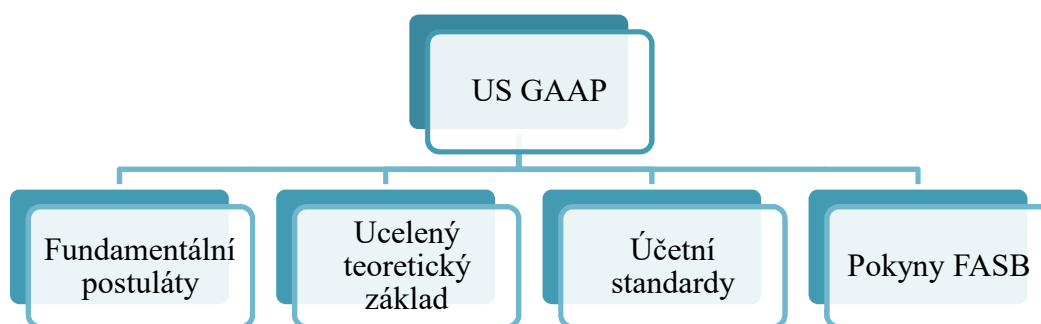 US GAAP
Fundamentální
postuláty
Ucelený
teoretický
základ
Účetní
standardy
Pokyny FASB